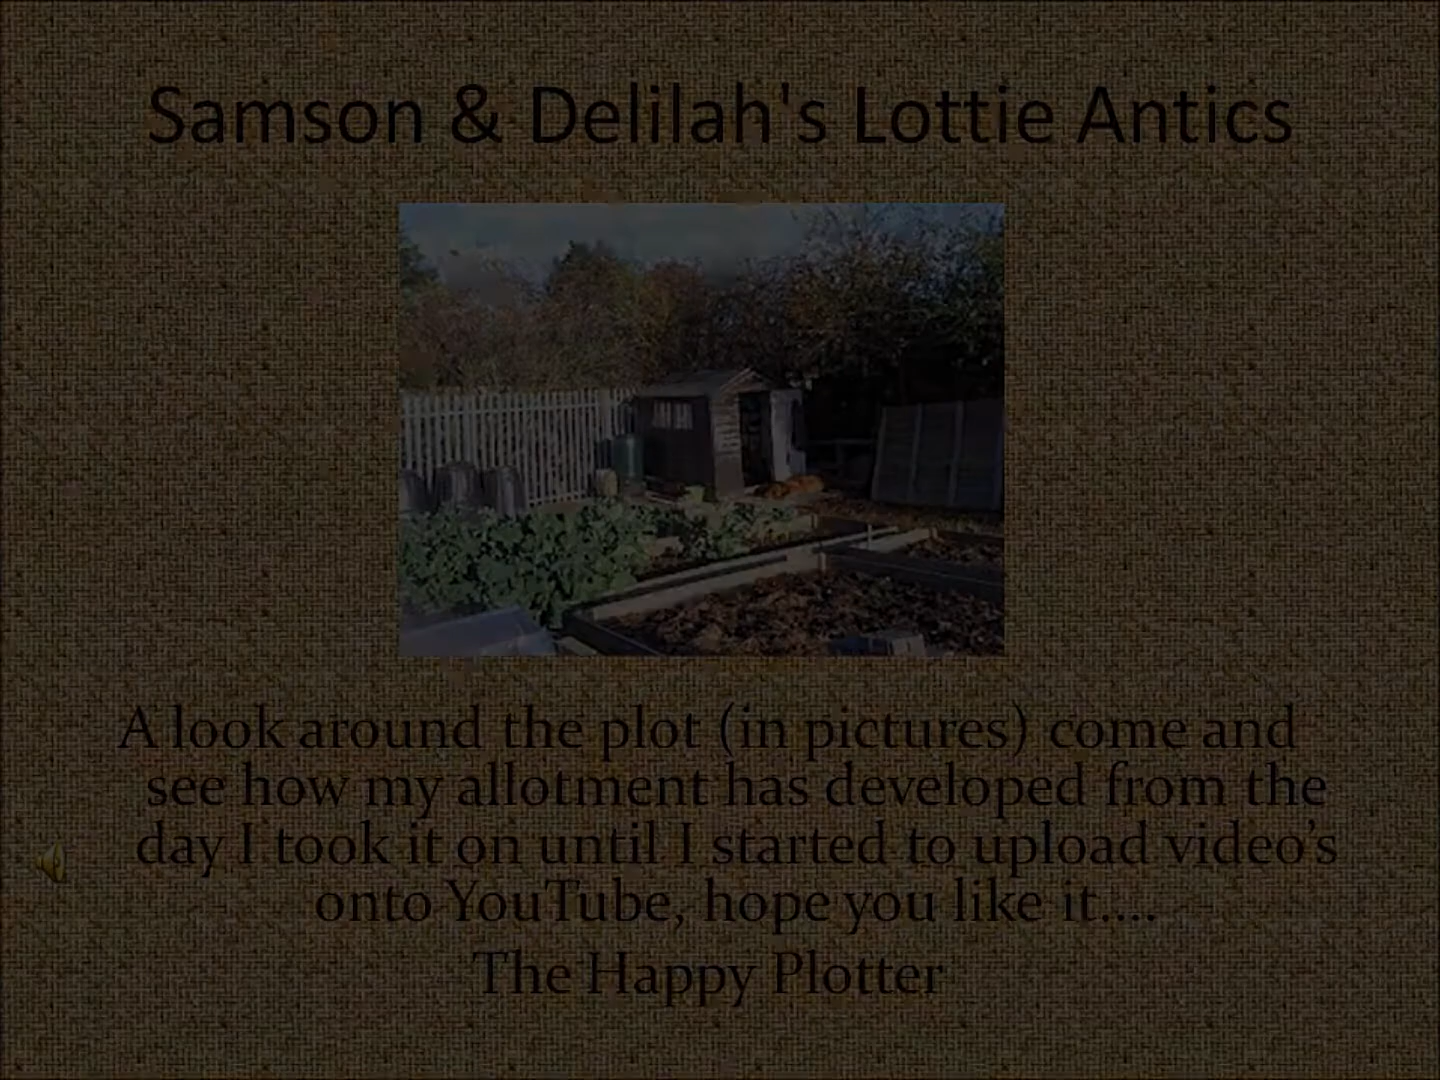 Samson & Delilah's Lottie Antics
A look around the plot (in pictures) come and
see how my allotment has developed from the
day I took it on until I started to upload video’s
onto YouTube, hope you like it....
The Happy Plotter